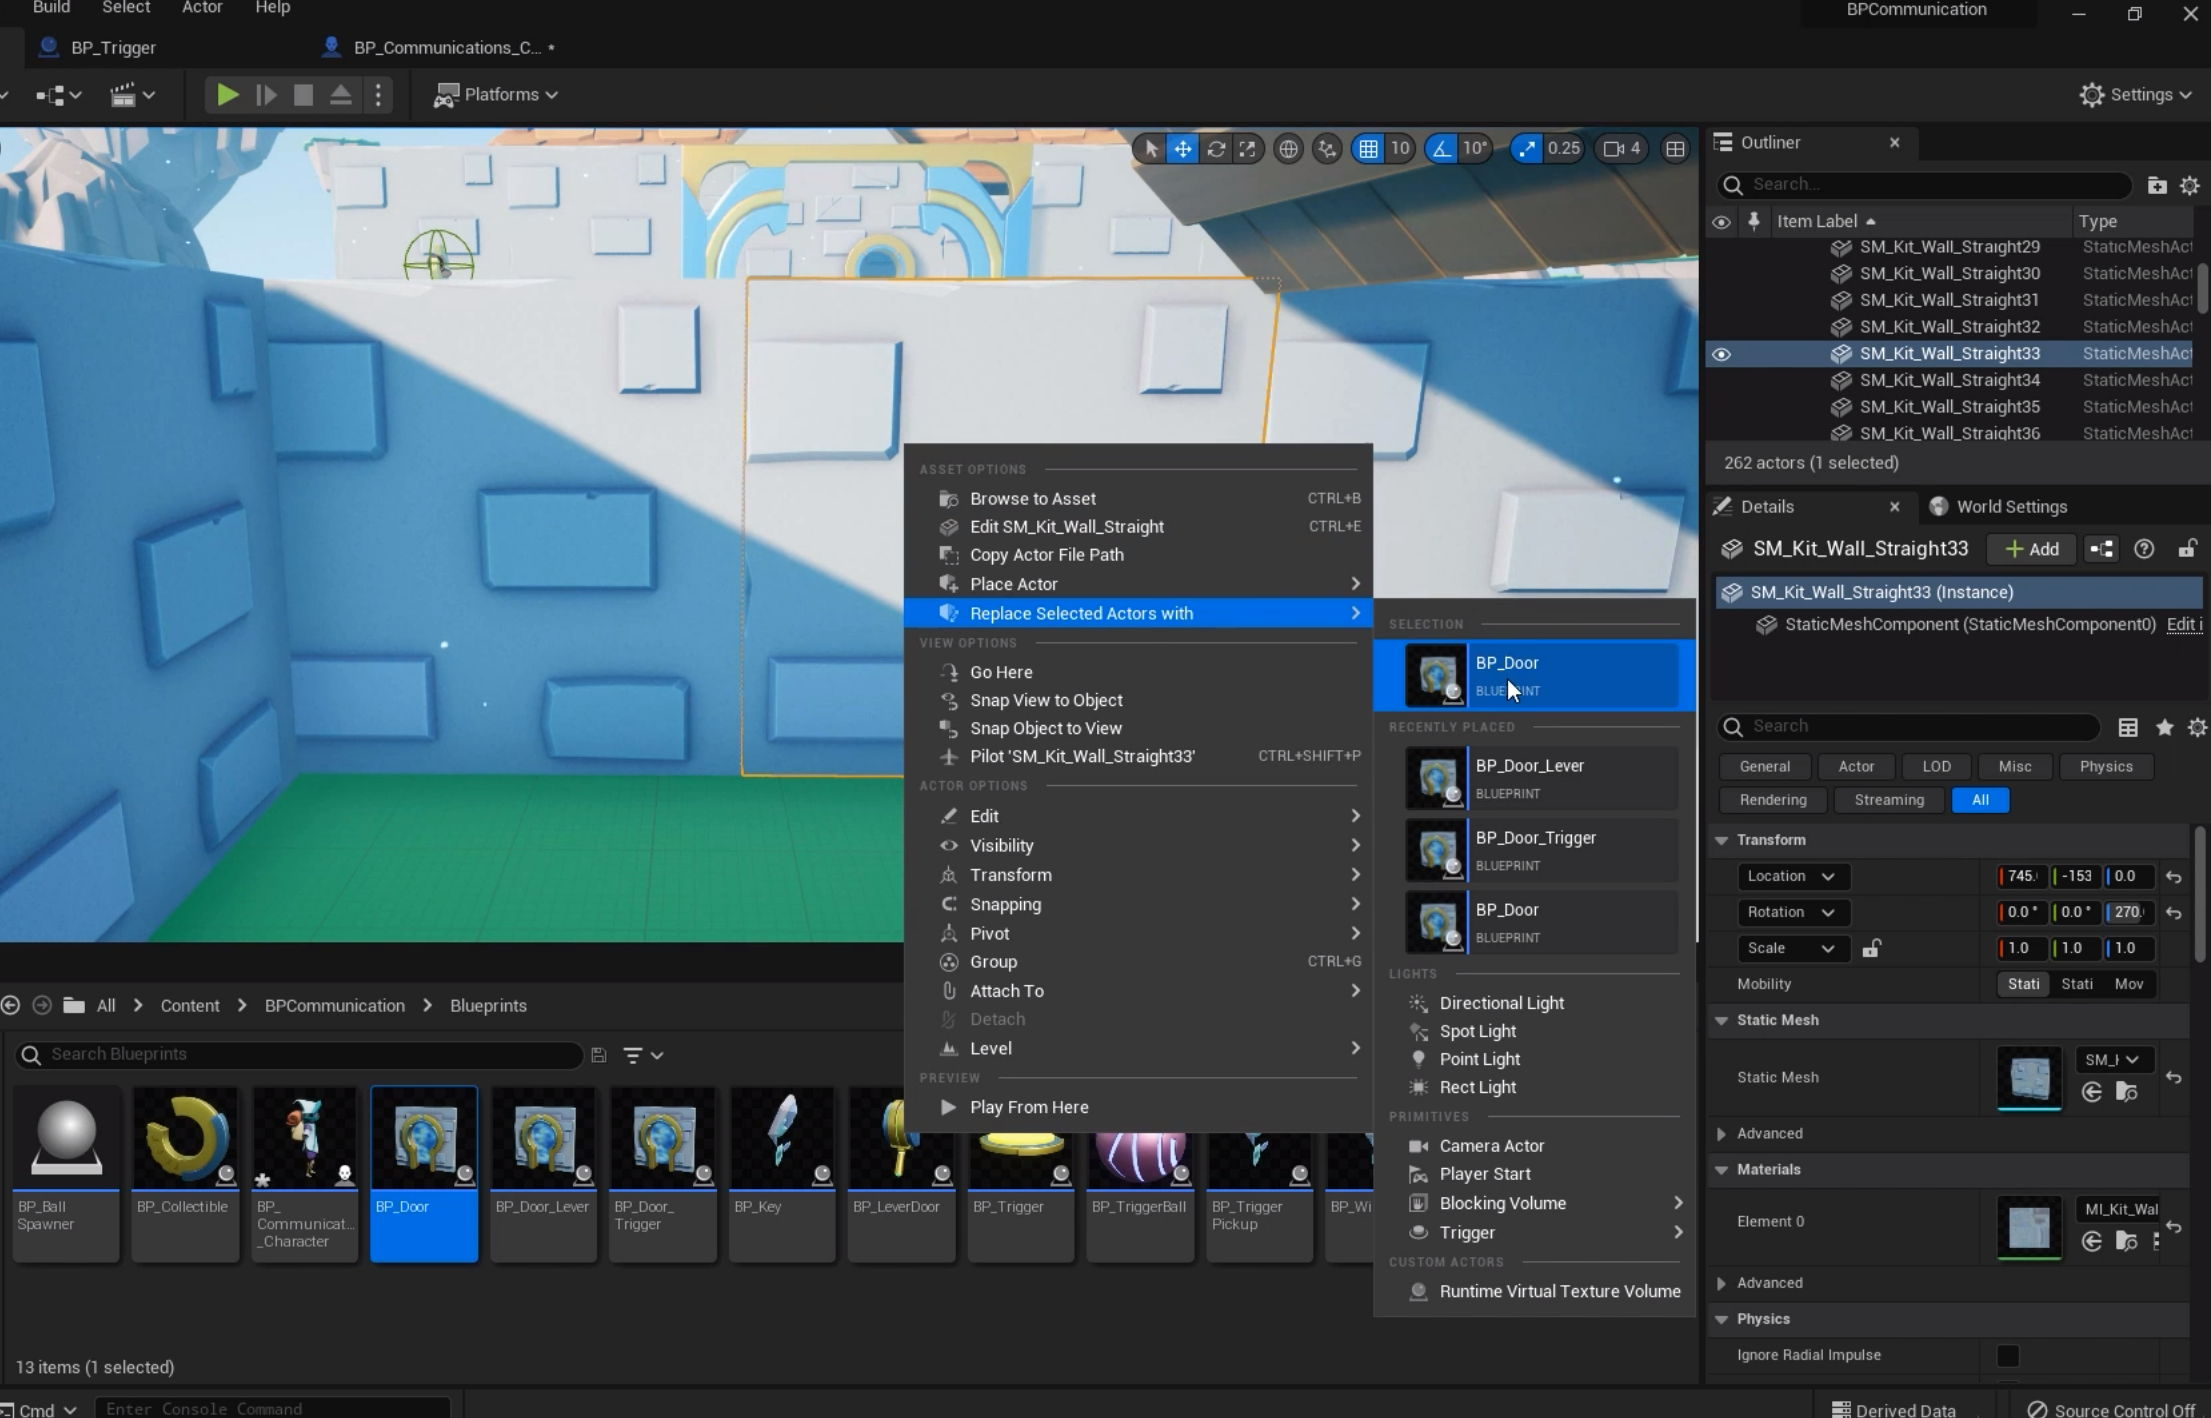 Build Select Actor Help
BPCommunication
BP_Trigger
BP_Communications_C... *
Platforms
Settings
10
10°
0.25
4
Outliner
Search...
Item Label
Type
SM_Kit_Wall_Straight29 StaticMeshAct
SM_Kit_Wall_Straight30 StaticMeshAct
SM_Kit_Wall_Straight31 StaticMeshAct
SM_Kit_Wall_Straight32 StaticMeshAct
SM_Kit_Wall_Straight33 StaticMeshAct
SM_Kit_Wall_Straight34 StaticMeshAct
SM_Kit_Wall_Straight35 StaticMeshAct
SM_Kit_Wall_Straight36 StaticMeshAct
262 actors (1 selected)
Details
World Settings
SM_Kit_Wall_Straight33
+ Add
SM_Kit_Wall_Straight33 (Instance)
StaticMeshComponent (StaticMeshComponent0) Edit i
Search
General Actor LOD Misc Physics
Rendering Streaming All
Transform
Location 745. -153 0.0
Rotation 0.0 ° 0.0 ° 270.
Scale 1.0 1.0 1.0
Mobility Stati Stati Mov
Static Mesh
Static Mesh
Advanced
Materials
Element 0
MI_Kit_Wal
Advanced
Physics
Ignore Radial Impulse
ASSET OPTIONS
Browse to Asset CTRL+B
Edit SM_Kit_Wall_Straight CTRL+E
Copy Actor File Path
Place Actor
Replace Selected Actors with
VIEW OPTIONS
Go Here
Snap View to Object
Snap Object to View
Pilot 'SM_Kit_Wall_Straight33' CTRL+SHIFT+P
ACTOR OPTIONS
Edit
Visibility
Transform
Snapping
Pivot
Group CTRL+G
Attach To
Detach
Level
PREVIEW
Play From Here
SELECTION
BP_Door
RECENTLY PLACED
BP_Door_Lever
BLUEPRINT
BP_Door_Trigger
BLUEPRINT
BP_Door
BLUEPRINT
LIGHTS
Directional Light
Spot Light
Point Light
Rect Light
PRIMITIVES
Camera Actor
Player Start
Blocking Volume
Trigger
CUSTOM ACTORS
Runtime Virtual Texture Volume
All > Content > BPCommunication > Blueprints
Search Blueprints
BP_Ball
Spawner
BP_Collectible
BP_
Communicat...
_Character
BP_Door
BP_Door_Lever
BP_Door_
Trigger
BP_Key
BP_LeverDoor
BP_Trigger
BP_TriggerBall
BP_Trigger
Pickup
BP_Wi
13 items (1 selected)
Cmd
Enter Console Command
Derived Data
Source Control Off